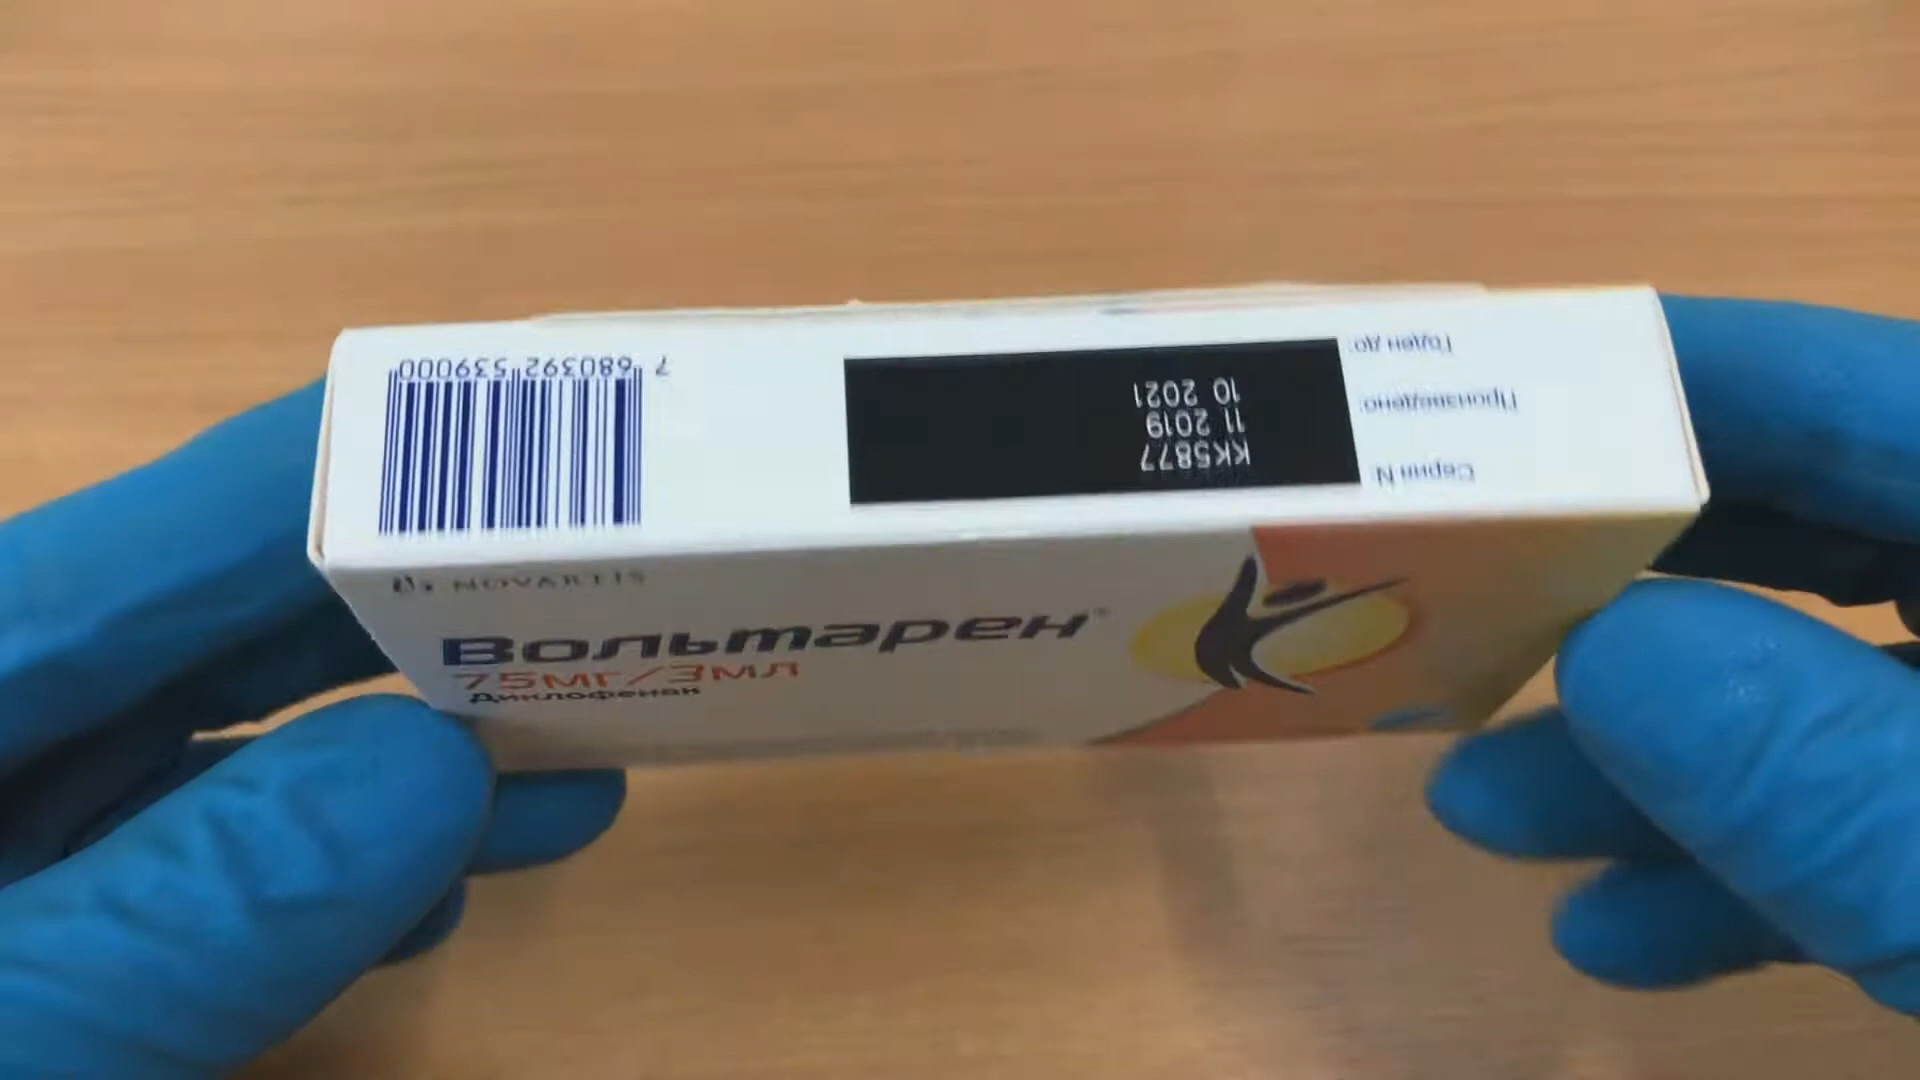 Серия N
KK5877
Произведено:
11 2019
Годен до:
10 2021
7 680392 539000
NOVARTIS
Вольтарен®
75мг/3мл
Диклофенак